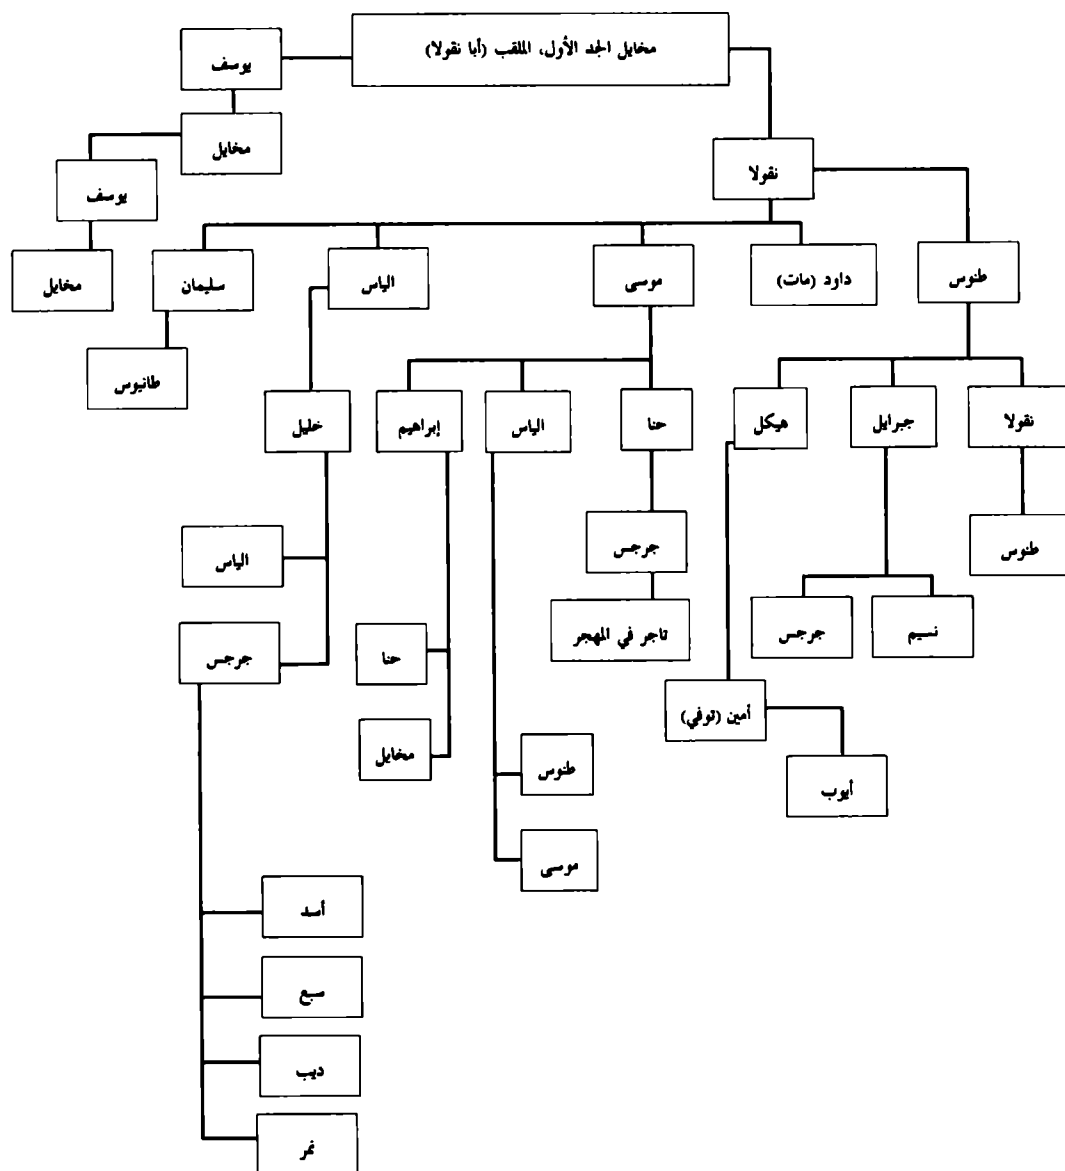 مخايل الجد الأول، الملقب (أبا نقولا)
يوسف
مخايل
نقولا
يوسف
طنوس
داود (مات)
موسى
الياس
سليمان
مخايل
طانيوس
نقولا
جبرايل
هيكل
حنا
الياس
إبراهيم
خليل
طنوس
جرجس
الياس
نسيم
جرجس
تاجر في المهجر
حنا
جرجس
أمين (توفي)
مخايل
طنوس
أيوب
موسى
أسد
سبع
ديب
نمر